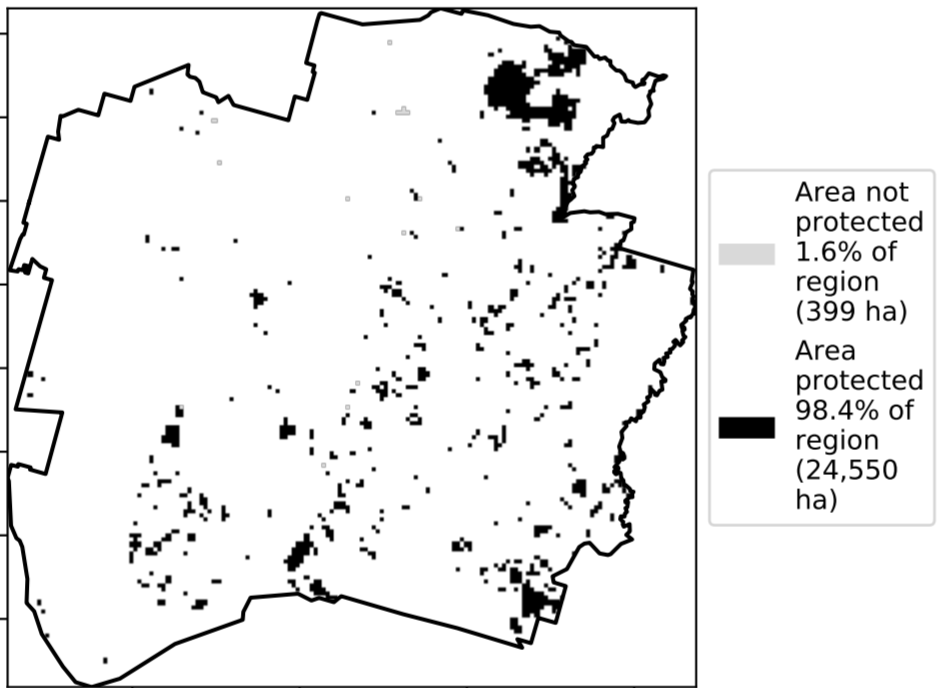 Area not
protected
1.6% of
region
(399 ha)
Area
protected
98.4% of
region
(24,550
ha)